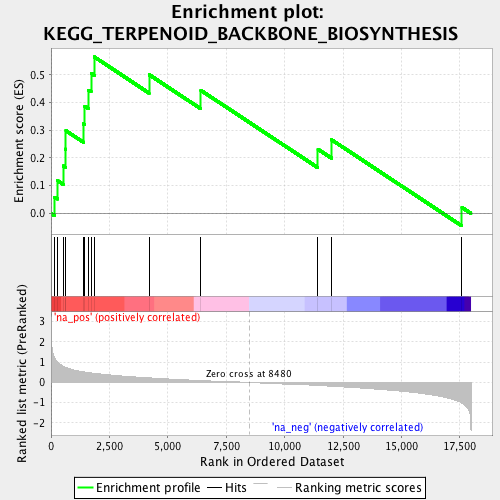 Enrichment plot:
KEGG_TERPENOID_BACKBONE_BIOSYNTHESIS
Enrichment score (ES)
0.5
0.4
0.3
0.2
0.1
0.0
'na_pos' (positively correlated)
Ranked list metric (PreRanked)
3
2
1
0
-1
-2
Zero cross at 8480
'na_neg' (negatively correlated)
0 2,500 5,000 7,500 10,000 12,500 15,000 17,500
Rank in Ordered Dataset
Enrichment profile Hits Ranking metric scores